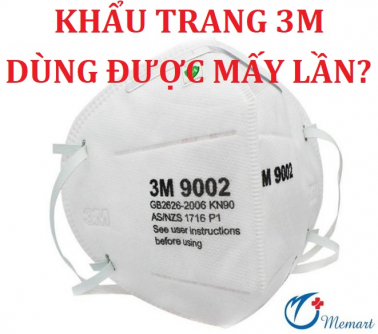 KHẨU TRANG 3M
DÙNG ĐƯỢC MẤY LẦN?
3M 9002
GB2626-2006 KN90
AS/NZS 1716 P1
See user instructions
before using
M 9002
3M
Memart